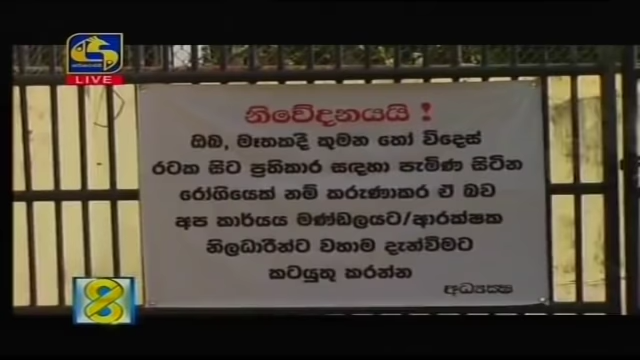 LIVE
නිවේදනයයි !
ඔබ, මෑතකදී කුමන හෝ විදෙස්
රටක සිට ප්‍රතිකාර සඳහා පැමිණ සිටින
රෝගියෙක් නම් කරුණාකර ඒ බව
අප කාර්යය මණ්ඩලයට/ආරක්ෂක
නිලධාරීන්ට වහාම දැන්වීමට
කටයුතු කරන්න
අධ්‍යක්ෂ
8